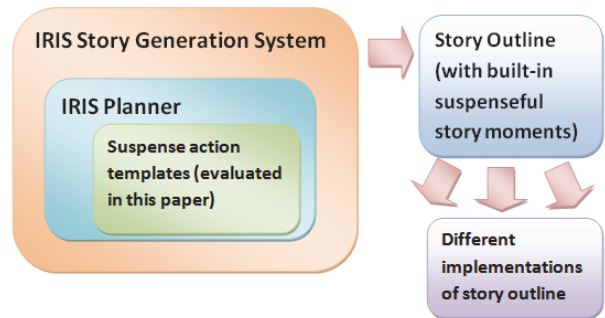 IRIS Story Generation System
IRIS Planner
Suspense action
templates (evaluated
in this paper)
Story Outline
(with built-in
suspenseful
story moments)
Different
implementations
of story outline